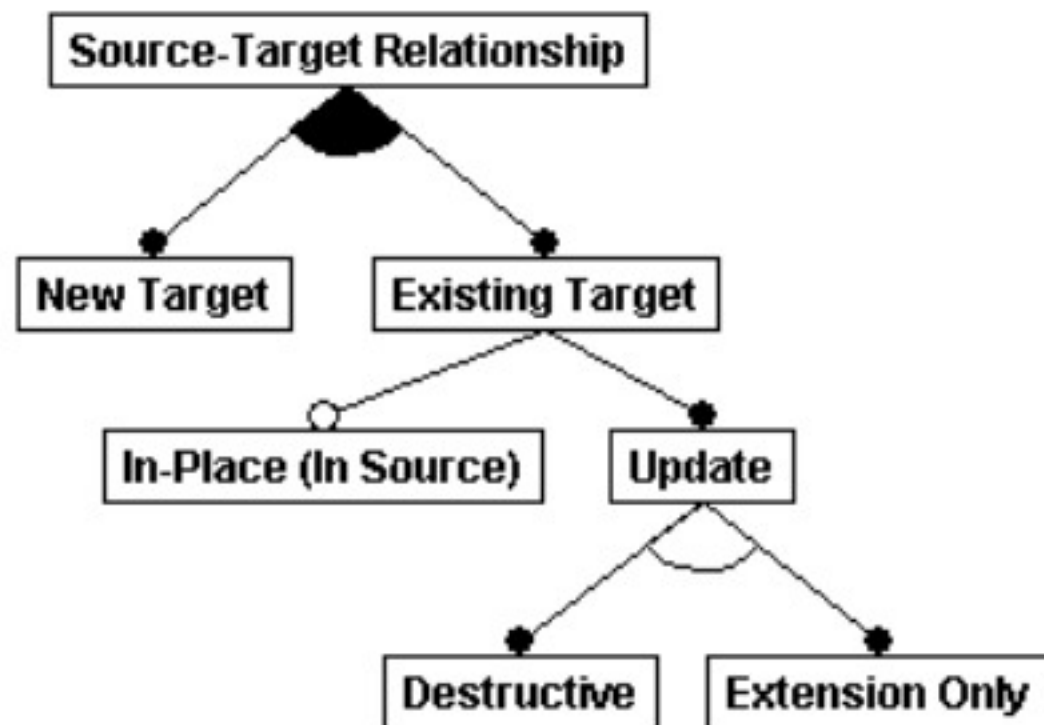 Source-Target Relationship
New Target
Existing Target
In-Place (In Source)
Update
Destructive
Extension Only